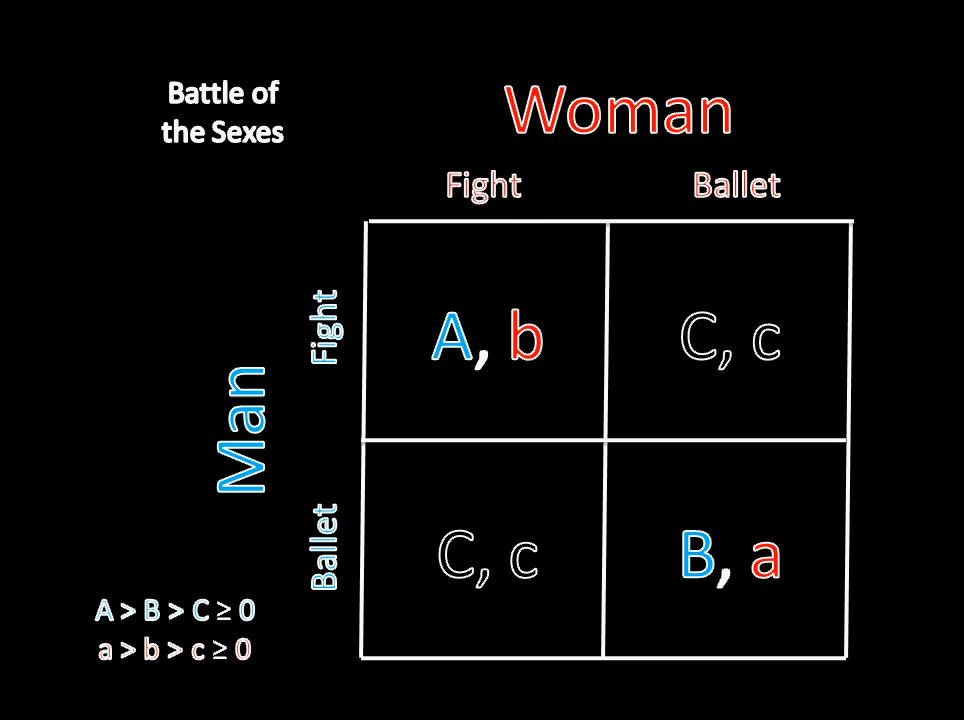 Battle of
the Sexes
Woman
Fight
Ballet
Man
Fight
A, b
C, c
Ballet
C, c
B, a
A > B > C ≥ 0
a > b > c ≥ 0